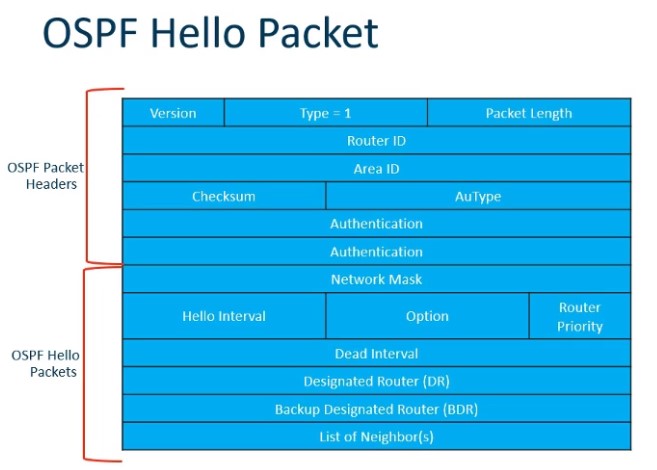 OSPF Hello Packet
Version Type = 1 Packet Length
Router ID
OSPF Packet
Headers
Area ID
Checksum AuType
Authentication
Authentication
Network Mask
Hello Interval Option Router
Priority
OSPF Hello
Packets
Dead Interval
Designated Router (DR)
Backup Designated Router (BDR)
List of Neighbor(s)